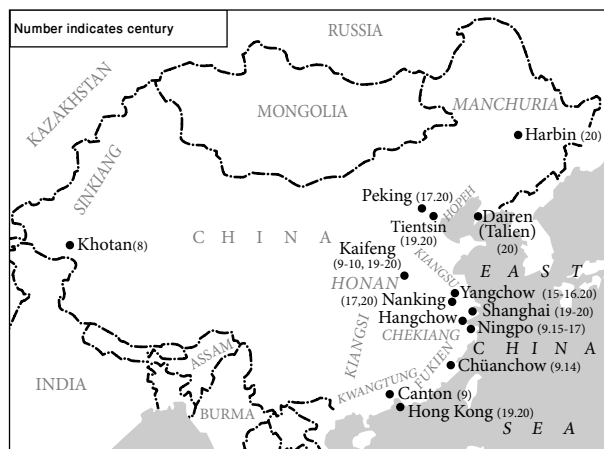 Number indicates century
RUSSIA
KAZAKHSTAN
MONGOLIA
MANCHURIA
Harbin (20)
SINKIANG
Peking (17.20)
HOPEH
Tientsin
(19.20)
Dairen
(Talien)
(20)
Khotan(8)
C H I N A
Kaifeng
(9-10, 19-20)
KIANGSU
E A S T
HONAN
Yangchow (15-16.20)
(17,20) Nanking
Shanghai (19-20)
Hangchow
Ningpo (9.15-17)
CHEKIANG
C H I N A
KIANGSI
FUKIEN
Chüanchow (9.14)
ASSAM
INDIA
BURMA
KWANGTUNG
Canton (9)
Hong Kong (19.20)
S E A